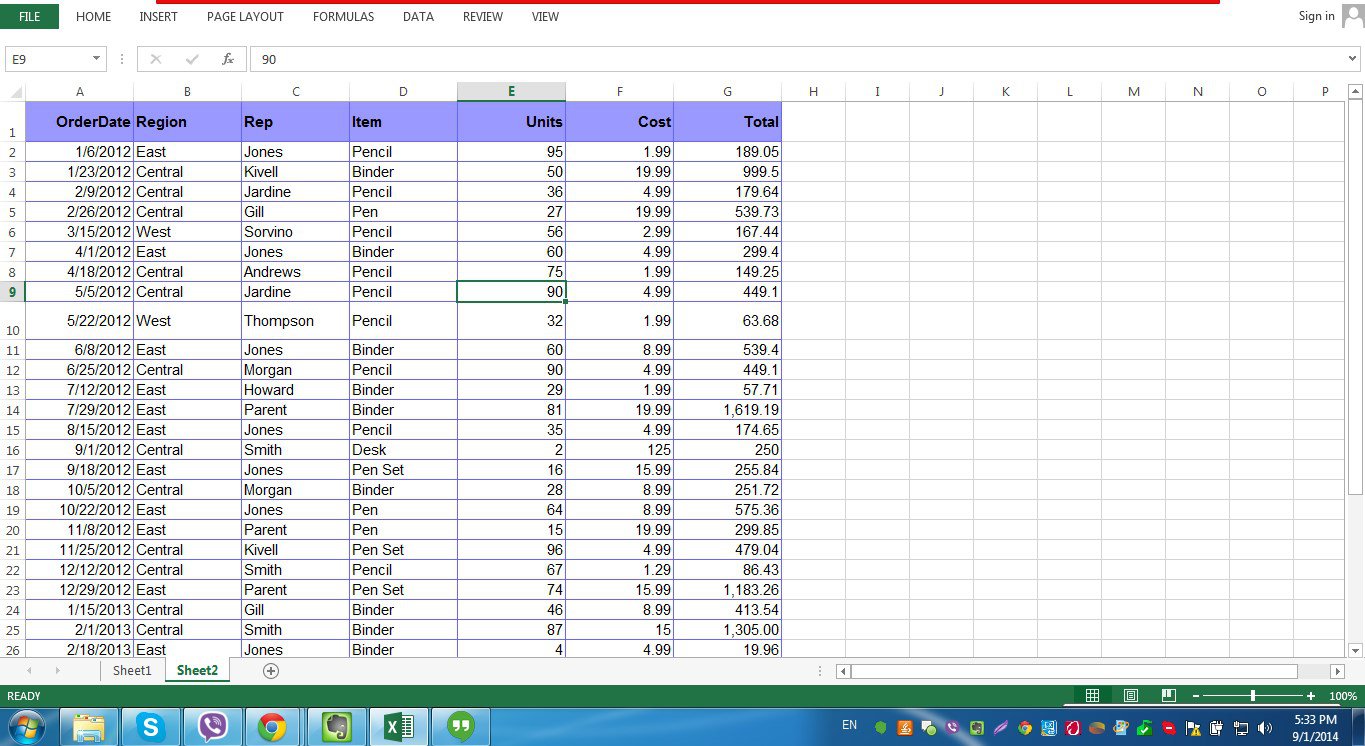 FILE HOME INSERT PAGE LAYOUT FORMULAS DATA REVIEW VIEW Sign in
E9 fx 90
A B C D E F G H I J K L M N O P
1 OrderDate Region Rep Item Units Cost Total
2 1/6/2012 East Jones Pencil 95 1.99 189.05
3 1/23/2012 Central Kivell Binder 50 19.99 999.5
4 2/9/2012 Central Jardine Pencil 36 4.99 179.64
5 2/26/2012 Central Gill Pen 27 19.99 539.73
6 3/15/2012 West Sorvino Pencil 56 2.99 167.44
7 4/1/2012 East Jones Binder 60 4.99 299.4
8 4/18/2012 Central Andrews Pencil 75 1.99 149.25
9 5/5/2012 Central Jardine Pencil 90 4.99 449.1
10 5/22/2012 West Thompson Pencil 32 1.99 63.68
11 6/8/2012 East Jones Binder 60 8.99 539.4
12 6/25/2012 Central Morgan Pencil 90 4.99 449.1
13 7/12/2012 East Howard Binder 29 1.99 57.71
14 7/29/2012 East Parent Binder 81 19.99 1,619.19
15 8/15/2012 East Jones Pencil 35 4.99 174.65
16 9/1/2012 Central Smith Desk 2 125 250
17 9/18/2012 East Jones Pen Set 16 15.99 255.84
18 10/5/2012 Central Morgan Binder 28 8.99 251.72
19 10/22/2012 East Jones Pen 64 8.99 575.36
20 11/8/2012 East Parent Pen 15 19.99 299.85
21 11/25/2012 Central Kivell Pen Set 96 4.99 479.04
22 12/12/2012 Central Smith Pencil 67 1.29 86.43
23 12/29/2012 East Parent Pen Set 74 15.99 1,183.26
24 1/15/2013 Central Gill Binder 46 8.99 413.54
25 2/1/2013 Central Smith Binder 87 15 1,305.00
26 2/18/2013 East Jones Binder 4 4.99 19.96
Sheet1 Sheet2
READY 100%
EN 5:33 PM
9/1/2014